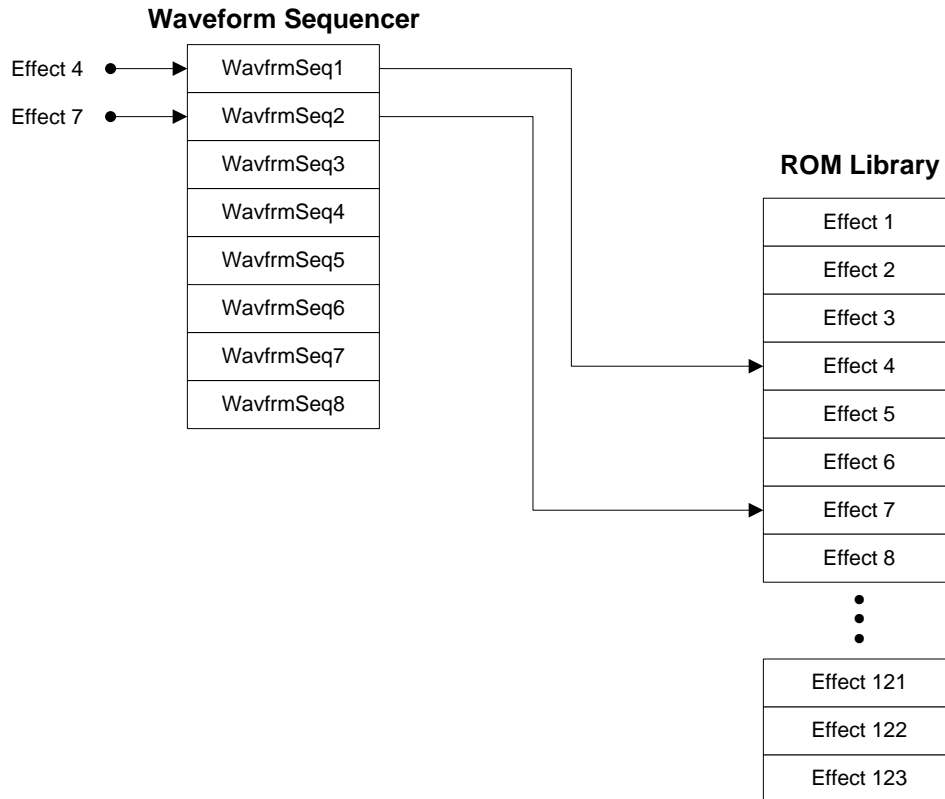 Waveform Sequencer
Effect 4
WavfrmSeq1
Effect 7
WavfrmSeq2
WavfrmSeq3
WavfrmSeq4
WavfrmSeq5
WavfrmSeq6
WavfrmSeq7
WavfrmSeq8
ROM Library
Effect 1
Effect 2
Effect 3
Effect 4
Effect 5
Effect 6
Effect 7
Effect 8
Effect 121
Effect 122
Effect 123